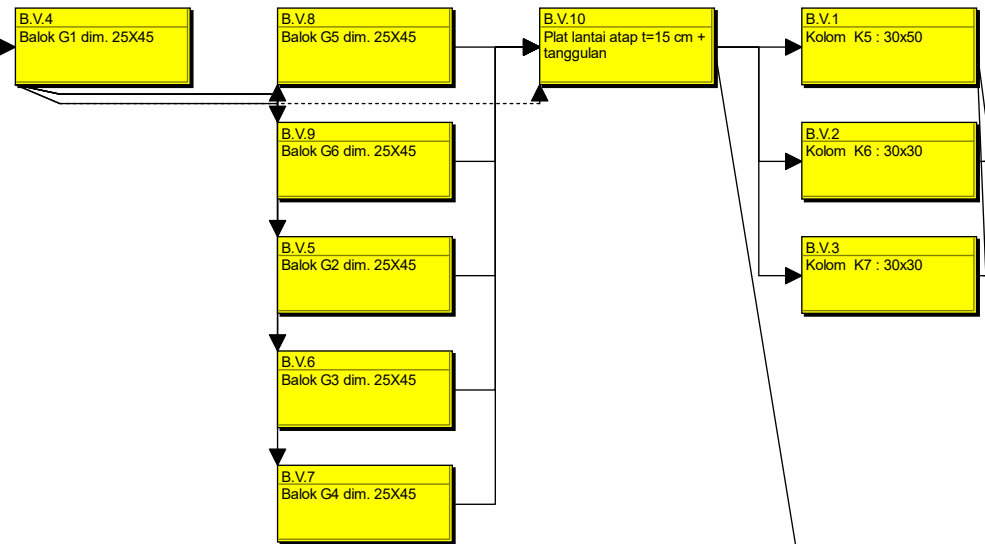 B.V.4
Balok G1 dim. 25X45
B.V.8
Balok G5 dim. 25X45
B.V.9
Balok G6 dim. 25X45
B.V.5
Balok G2 dim. 25X45
B.V.6
Balok G3 dim. 25X45
B.V.7
Balok G4 dim. 25X45
B.V.10
Plat lantai atap t=15 cm +
tanggulan
B.V.1
Kolom K5 : 30x50
B.V.2
Kolom K6 : 30x30
B.V.3
Kolom K7 : 30x30